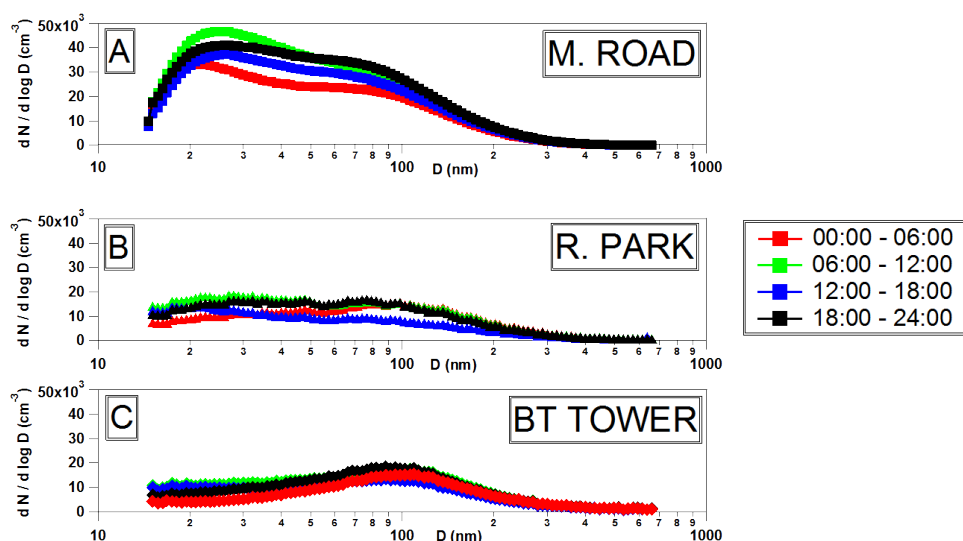 50x10³
40
30
20
10
0
dN / d log D (cm⁻³)
A
M. ROAD
10 2 3 4 5 6 7 8 9 100 2 3 4 5 6 7 8 9 1000
D (nm)
50x10³
40
30
20
10
0
dN / d log D (cm⁻³)
B
R. PARK
10 2 3 4 5 6 7 8 9 100 2 3 4 5 6 7 8 9 1000
D (nm)
50x10³
40
30
20
10
0
dN / d log D (cm⁻³)
C
BT TOWER
10 2 3 4 5 6 7 8 9 100 2 3 4 5 6 7 8 9 1000
D (nm)
00:00 - 06:00
06:00 - 12:00
12:00 - 18:00
18:00 - 24:00